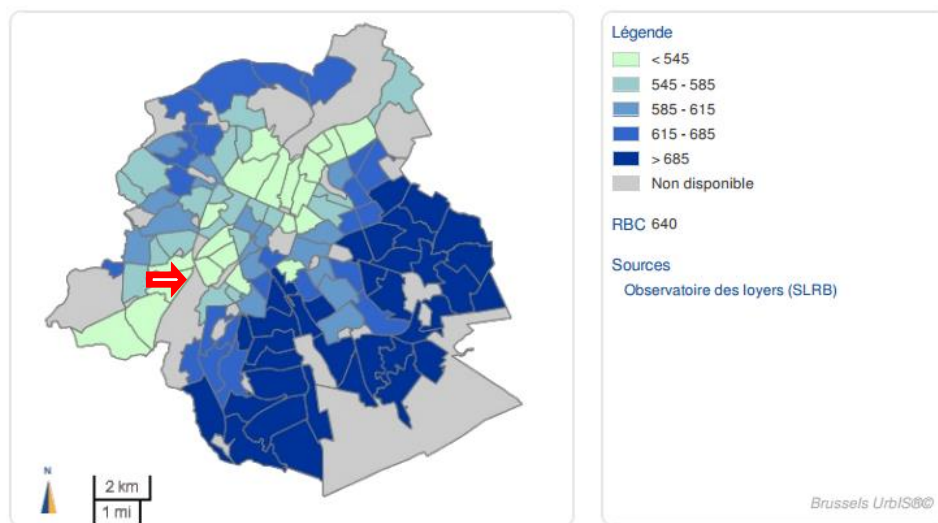 Légende
< 545
545 - 585
585 - 615
615 - 685
> 685
Non disponible
RBC 640
Sources
Observatoire des loyers (SLRB)
N
2 km
1 mi
Brussels UrbIS®©